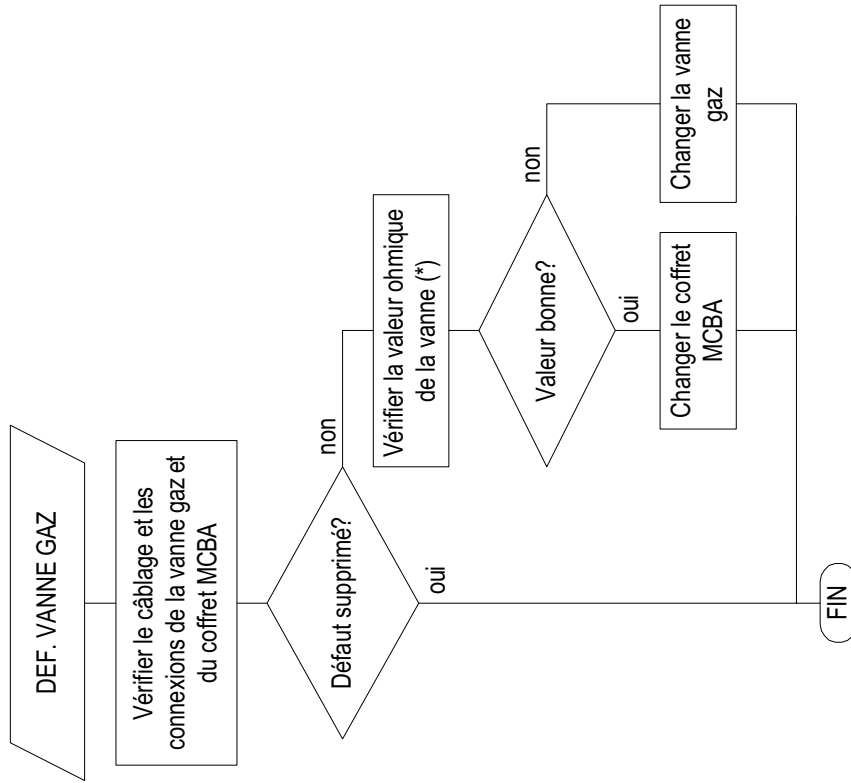 DEF. VANNE GAZ
Vérifier le câblage et les
connexions de la vanne gaz et
du coffret MCBA
Défaut supprimé?
non
oui
Vérifier la valeur ohmique
de la vanne (*)
Valeur bonne?
non
oui
Changer le coffret
MCBA
Changer la vanne
gaz
FIN